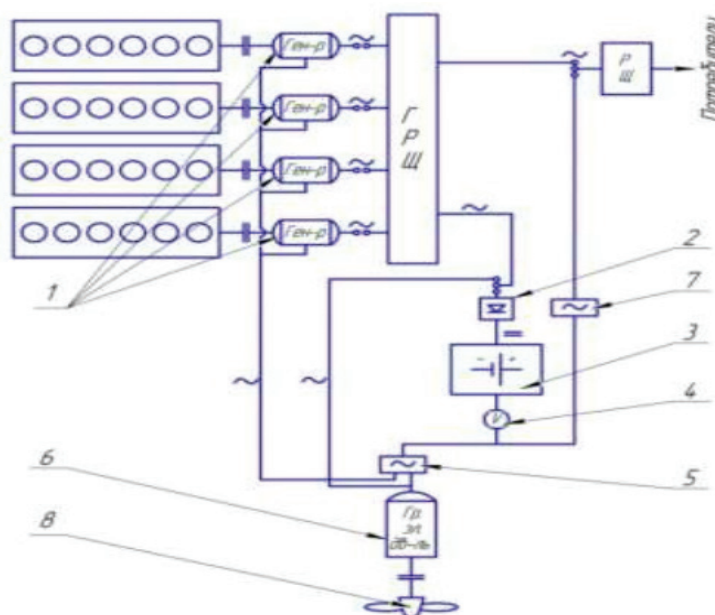 Ген-р
Ген-р
Ген-р
Ген-р
Г
Р
Щ
Р
Щ
Потребители
1
2
7
3
- +
V
4
5
6
Гр
эл
дв-ль
8